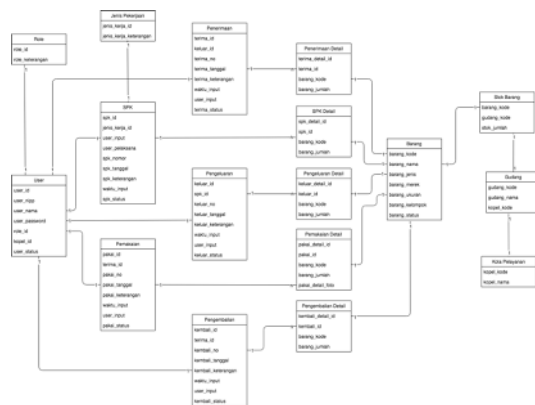 Role
role_id
role_keterangan
Jenis Pekerjaan
jenis_kerja_id
jenis_kerja_keterangan
Penerimaan
terima_id
keluar_id
terima_no
terima_tanggal
terima_keterangan
waktu_input
user_input
terima_status
Penerimaan Detail
terima_detail_id
terima_id
barang_kode
barang_jumlah
SPK
spk_id
jenis_kerja_id
user_input
user_pelaksana
spk_nomor
spk_tanggal
spk_keterangan
waktu_input
spk_status
SPK Detail
spk_detail_id
spk_id
barang_kode
barang_jumlah
Barang
barang_kode
barang_nama
barang_jenis
barang_merek
barang_ukuran
barang_kelompok
barang_status
Stok Barang
barang_kode
gudang_kode
stok_jumlah
Gudang
gudang_kode
gudang_nama
kopel_kode
Kota Pelayanan
kopel_kode
kopel_nama
user_id
user_nipp
user_nama
user_password
role_id
kopel_id
user_status
Pengeluaran
keluar_id
spk_id
keluar_no
keluar_tanggal
keluar_keterangan
waktu_input
user_input
keluar_status
Pengeluaran Detail
keluar_detail_id
keluar_id
barang_kode
barang_jumlah
Pemakaian
pakai_id
terima_id
pakai_no
pakai_tanggal
pakai_keterangan
waktu_input
user_input
pakai_status
Pemakaian Detail
pakai_detail_id
pakai_id
barang_kode
barang_jumlah
pakai_detail_foto
Pengembalian
kembali_id
terima_id
kembali_no
kembali_tanggal
kembali_keterangan
waktu_input
user_input
kembali_status
Pengembalian Detail
kembali_detail_id
kembali_id
barang_kode
barang_jumlah